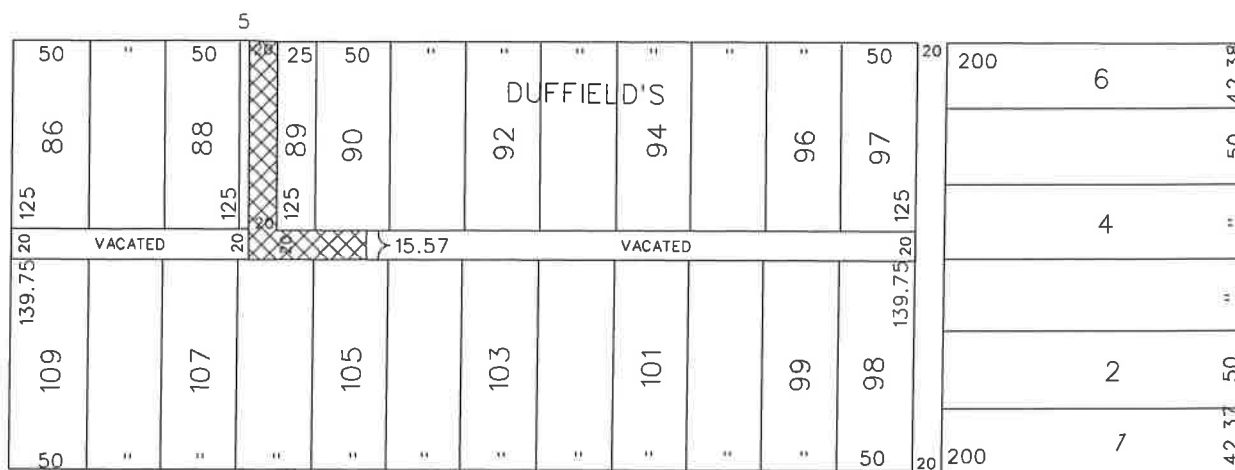 5
50 " 50 20 25 50 " " " " " " 50 20 200 6 42.38
DUFFIELD'S
86 88 89 90 92 94 96 97 50
125 125 125 125 4 "
20 VACATED 20 20 20 15.57 VACATED 20
139.75 139.75 "
109 107 105 103 101 99 98 2 50
50 " " " " " " " " " " 50 20 200 1 42.37